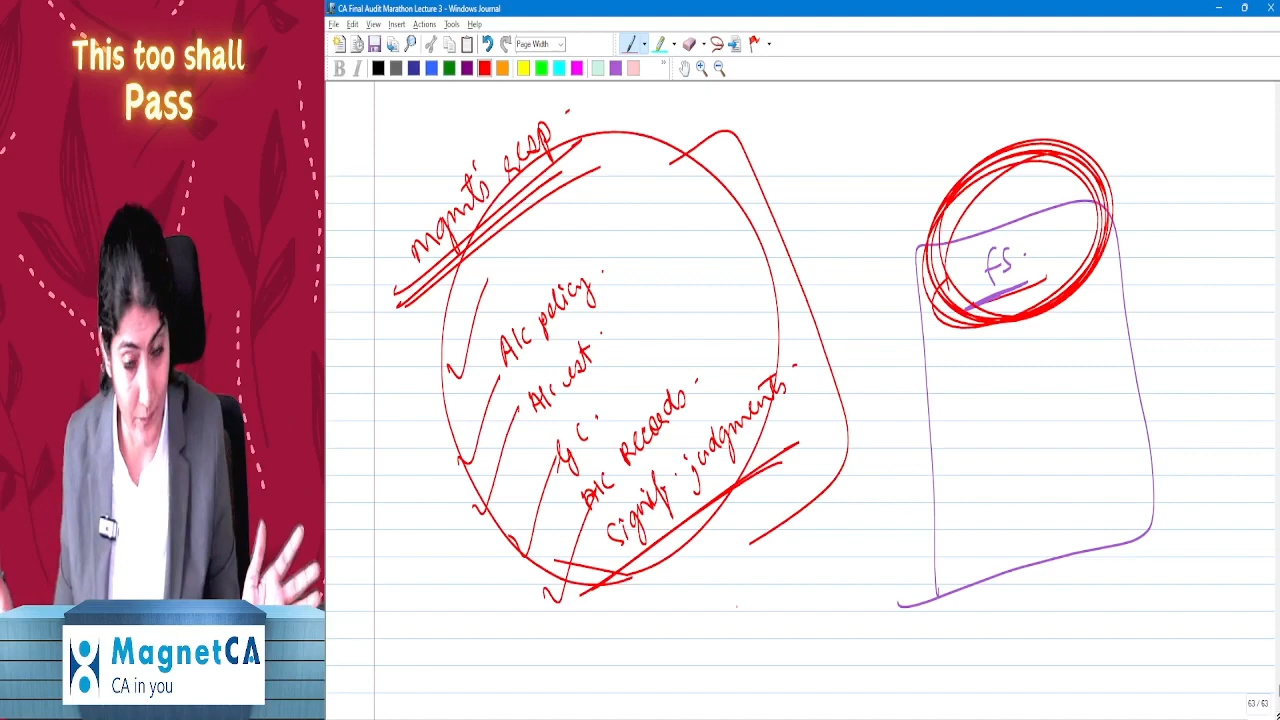 This too shall
Pass
MagnetCA
CA in you
CA Final Audit Marathon Lecture 3 - Windows Journal
File Edit View Insert Actions Tools Help
Page Width
B I
Mgmt's resp.
A/c policy.
A/c est.
G C.
A/c Records
Signif. judgments.
fs.
63 / 63